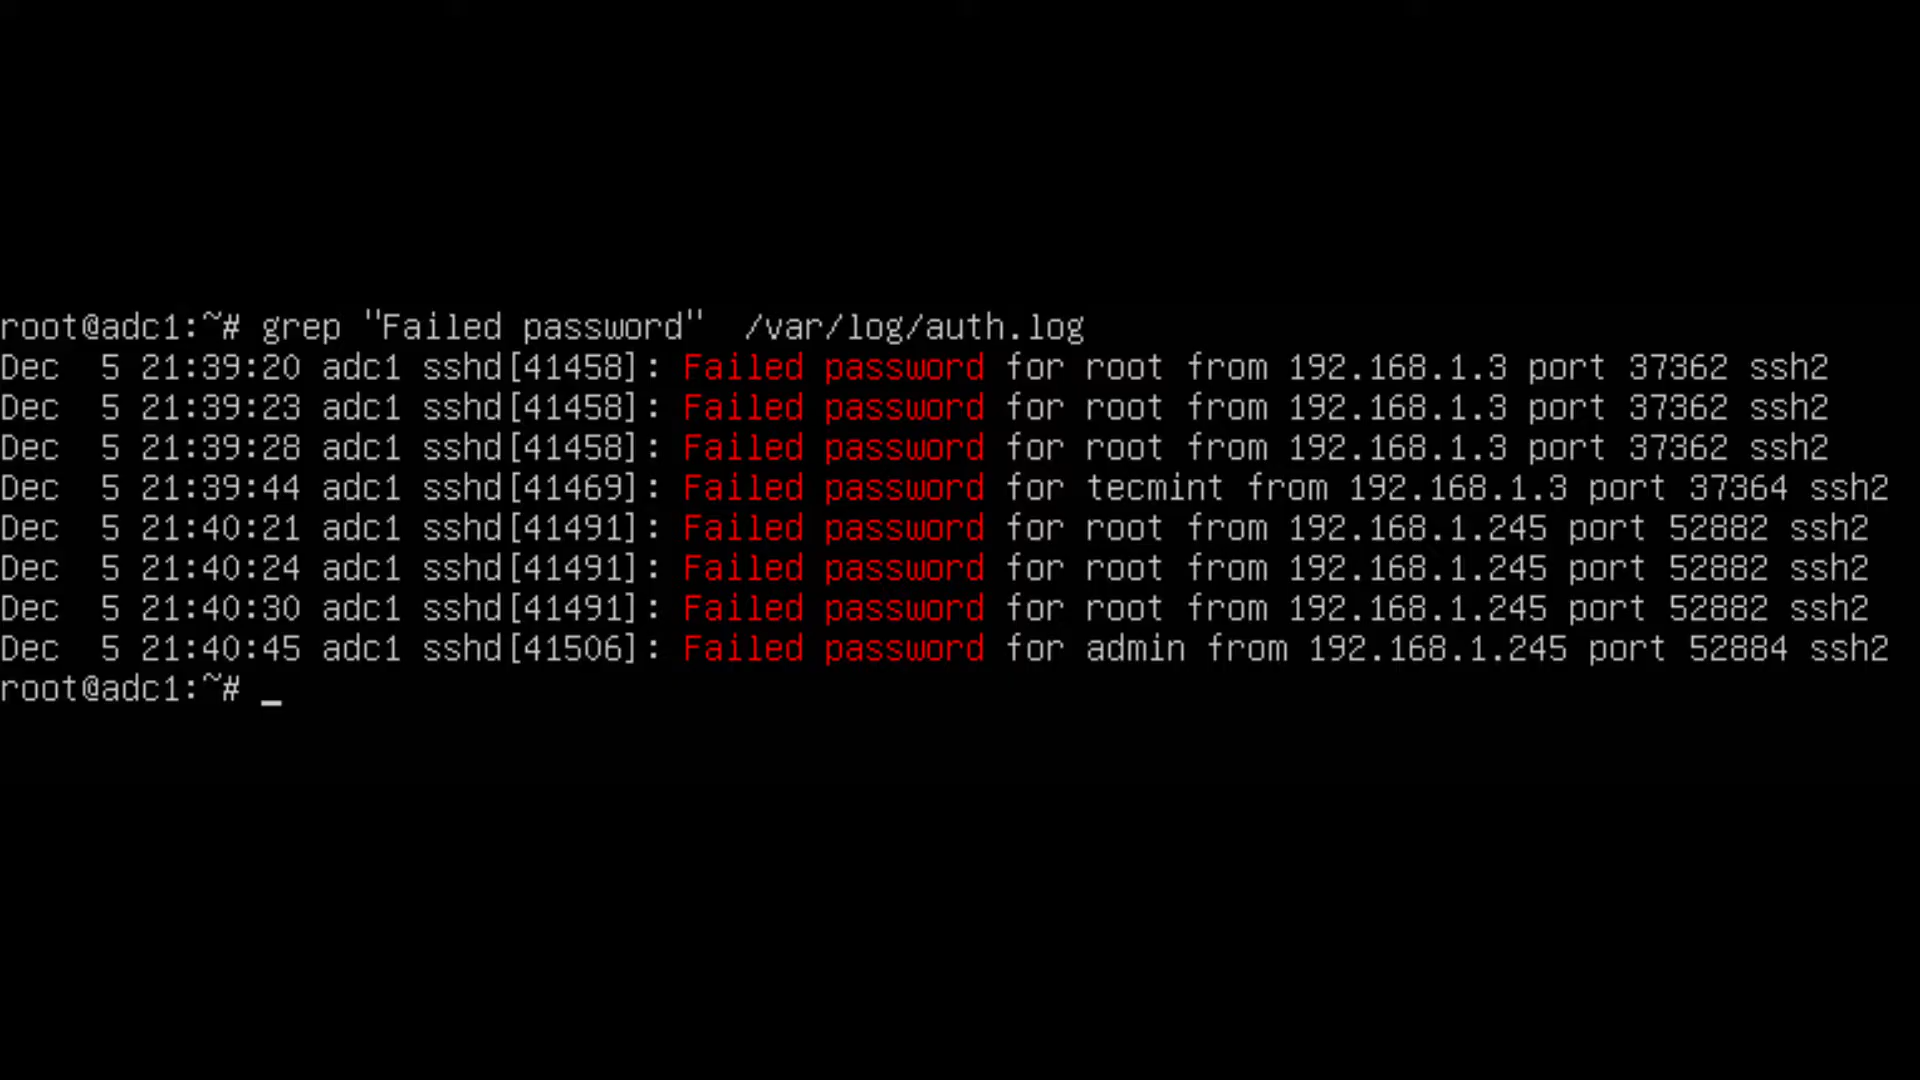 root@adc1:~# grep "Failed password"  /var/log/auth.log
Dec  5 21:39:20 adc1 sshd[41458]: Failed password for root from 192.168.1.3 port 37362 ssh2
Dec  5 21:39:23 adc1 sshd[41458]: Failed password for root from 192.168.1.3 port 37362 ssh2
Dec  5 21:39:28 adc1 sshd[41458]: Failed password for root from 192.168.1.3 port 37362 ssh2
Dec  5 21:39:44 adc1 sshd[41469]: Failed password for tecmint from 192.168.1.3 port 37364 ssh2
Dec  5 21:40:21 adc1 sshd[41491]: Failed password for root from 192.168.1.245 port 52882 ssh2
Dec  5 21:40:24 adc1 sshd[41491]: Failed password for root from 192.168.1.245 port 52882 ssh2
Dec  5 21:40:30 adc1 sshd[41491]: Failed password for root from 192.168.1.245 port 52882 ssh2
Dec  5 21:40:45 adc1 sshd[41506]: Failed password for admin from 192.168.1.245 port 52884 ssh2
root@adc1:~# _